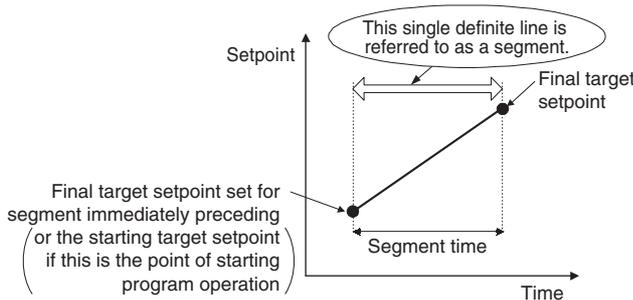 This single definite line is
referred to as a segment.
Setpoint
Final target
setpoint
Final target setpoint set for
segment immediately preceding
(or the starting target setpoint
if this is the point of starting
program operation)
Segment time
Time